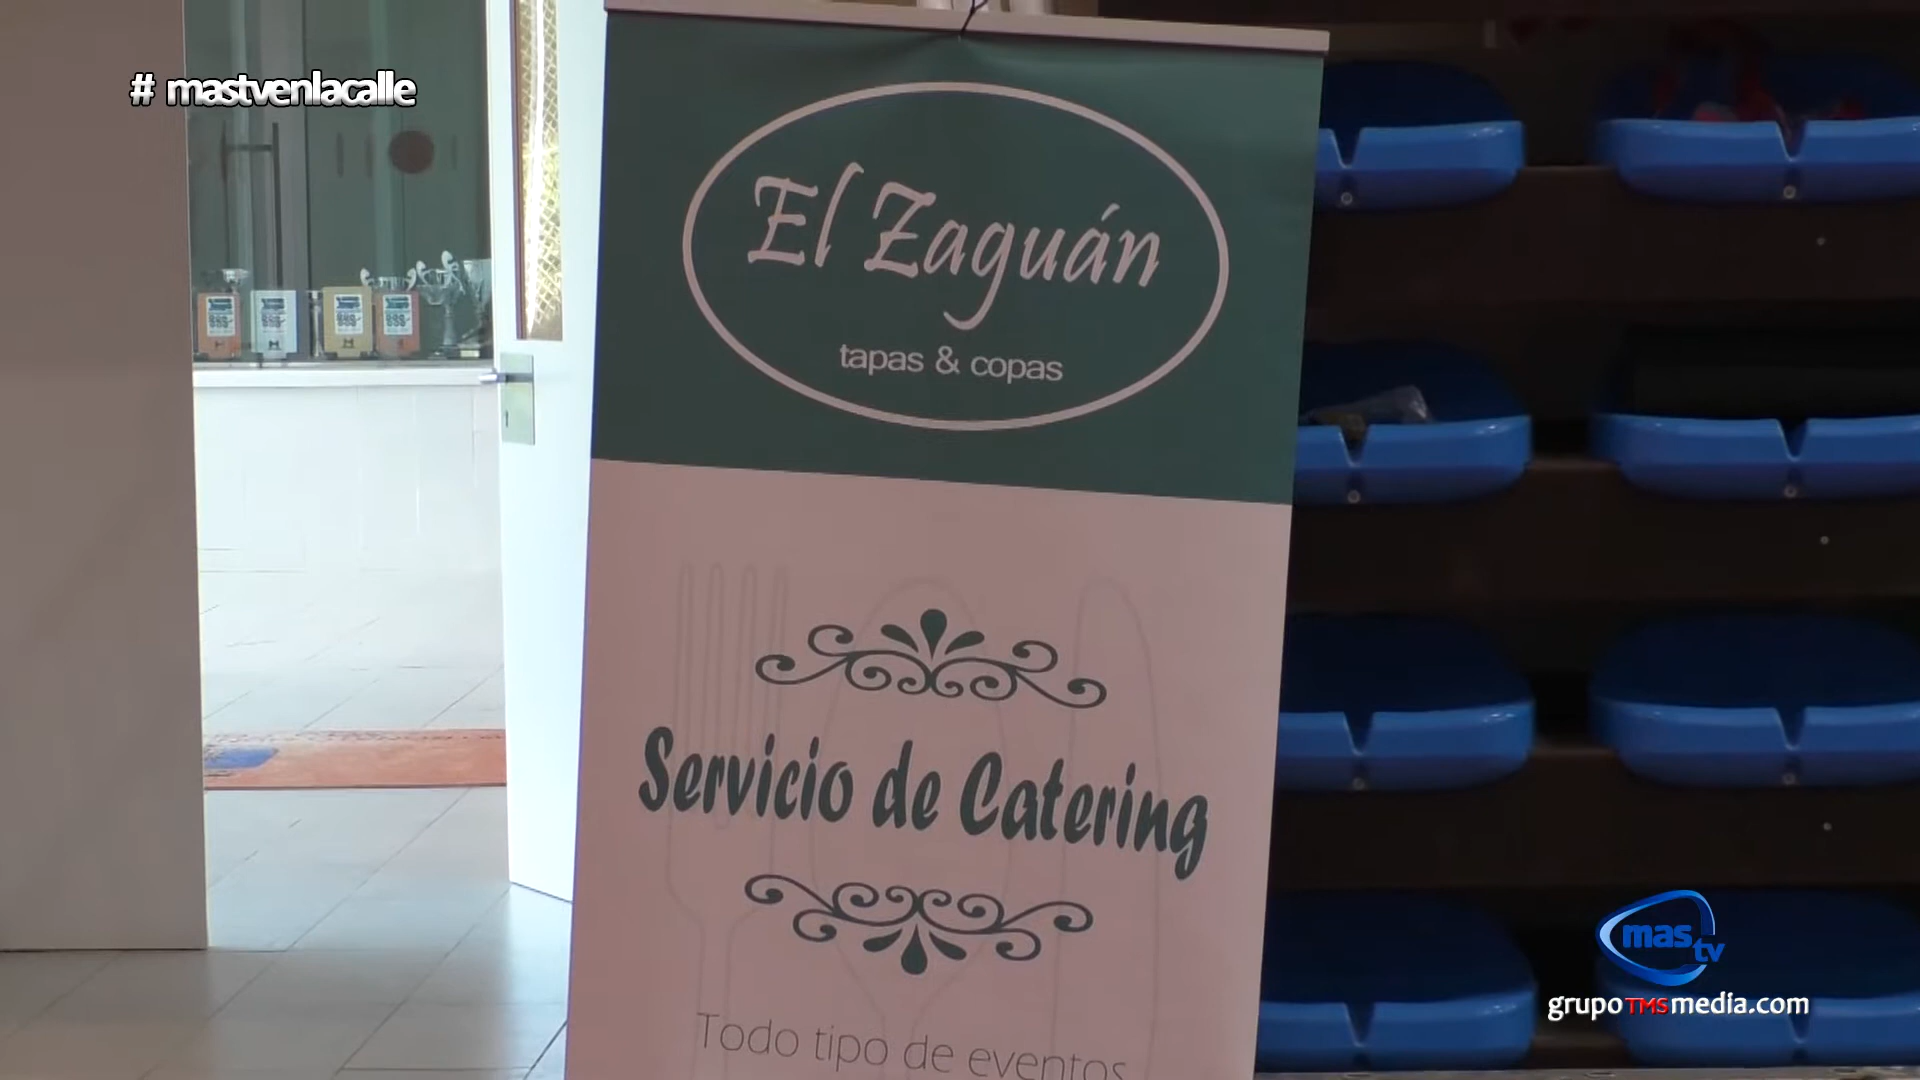 # mastvenlacalle
El Zaguán
tapas & copas
Servicio de Catering
Todo tipo de eventos
mas tv
grupoTMSmedia.com